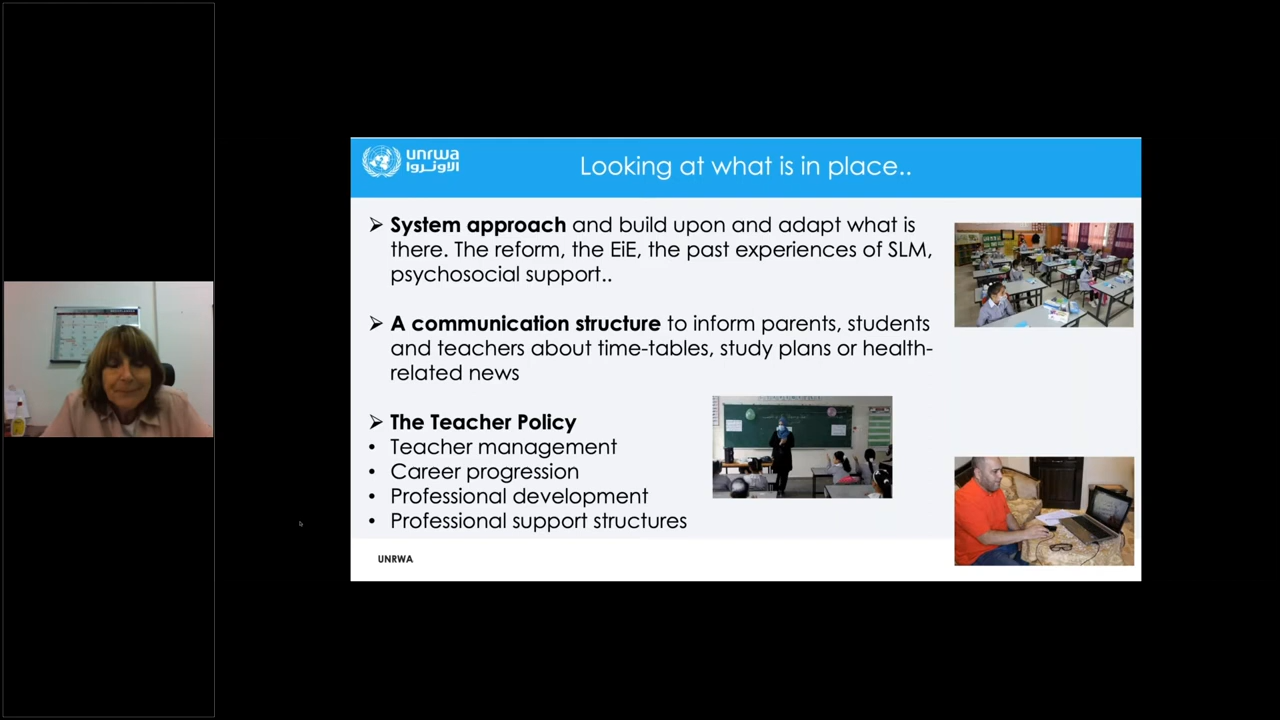 unrwa
الأونروا
Looking at what is in place..
➢ System approach and build upon and adapt what is
there. The reform, the EiE, the past experiences of SLM,
psychosocial support..
➢ A communication structure to inform parents, students
and teachers about time-tables, study plans or health-
related news
➢ The Teacher Policy
• Teacher management
• Career progression
• Professional development
• Professional support structures
UNRWA